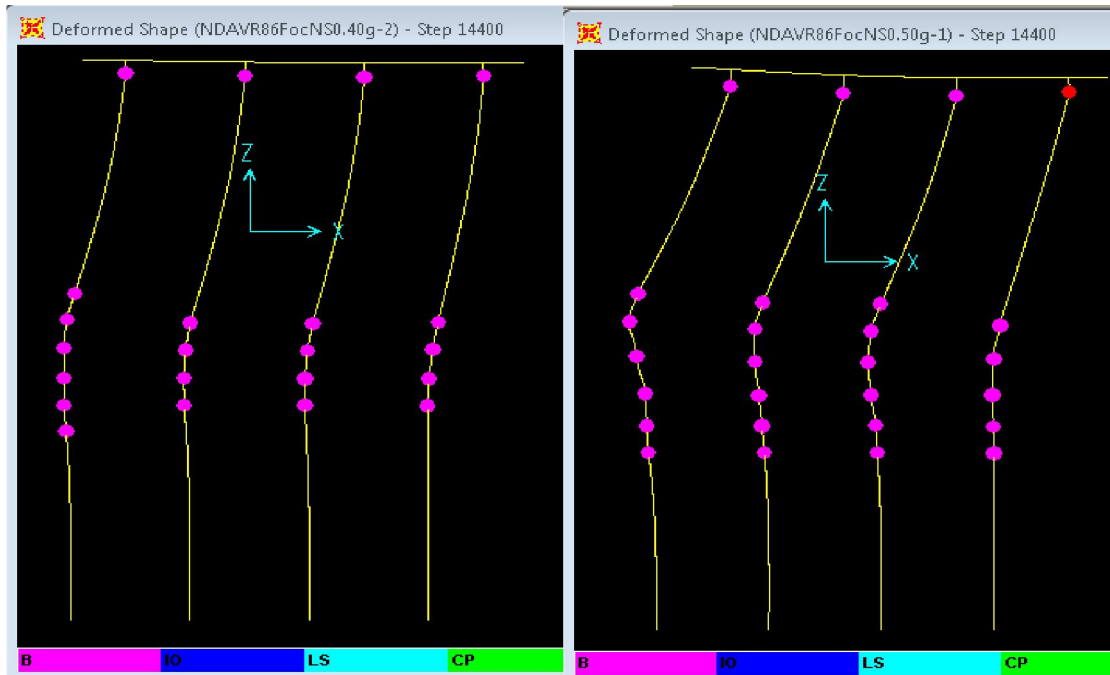 Deformed Shape (NDAVR86FocNS0.40g-2) - Step 14400
Z
X
B IO LS CP
Deformed Shape (NDAVR86FocNS0.50g-1) - Step 14400
Z
X
B IO LS CP